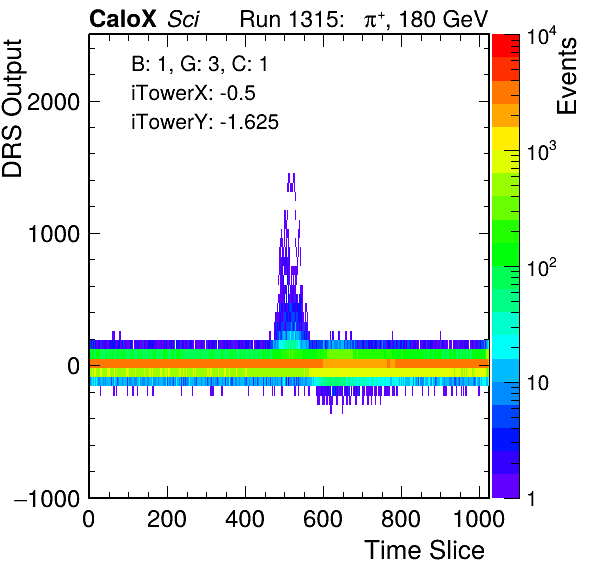 CaloX Sci Run 1315: π⁺, 180 GeV
B: 1, G: 3, C: 1
iTowerX: -0.5
iTowerY: -1.625
DRS Output
2000
1000
0
−1000
0 200 400 600 800 1000
Time Slice
10⁴
10³
10²
10
1
Events